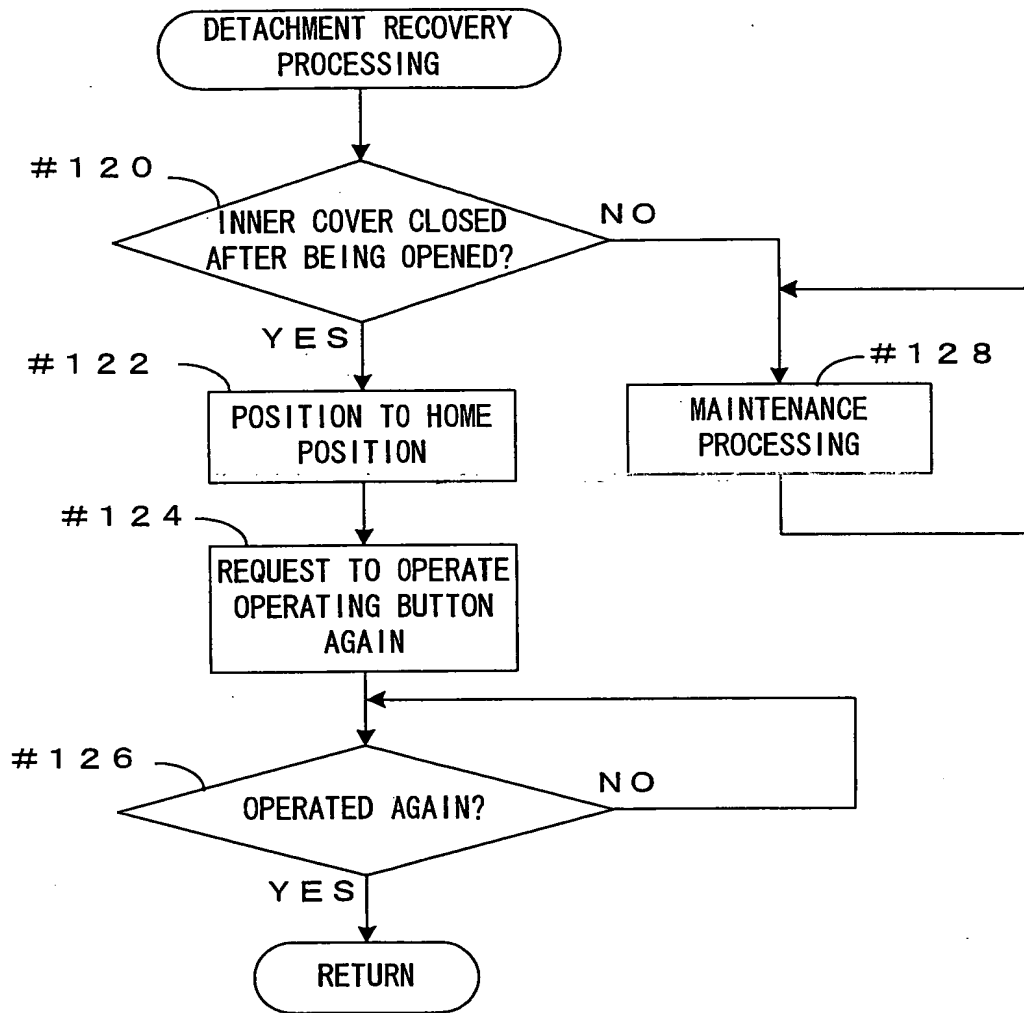 DETACHMENT RECOVERY
PROCESSING
#120
INNER COVER CLOSED
AFTER BEING OPENED?
NO
YES
#122
POSITION TO HOME
POSITION
#128
MAINTENANCE
PROCESSING
#124
REQUEST TO OPERATE
OPERATING BUTTON
AGAIN
#126
OPERATED AGAIN?
NO
YES
RETURN